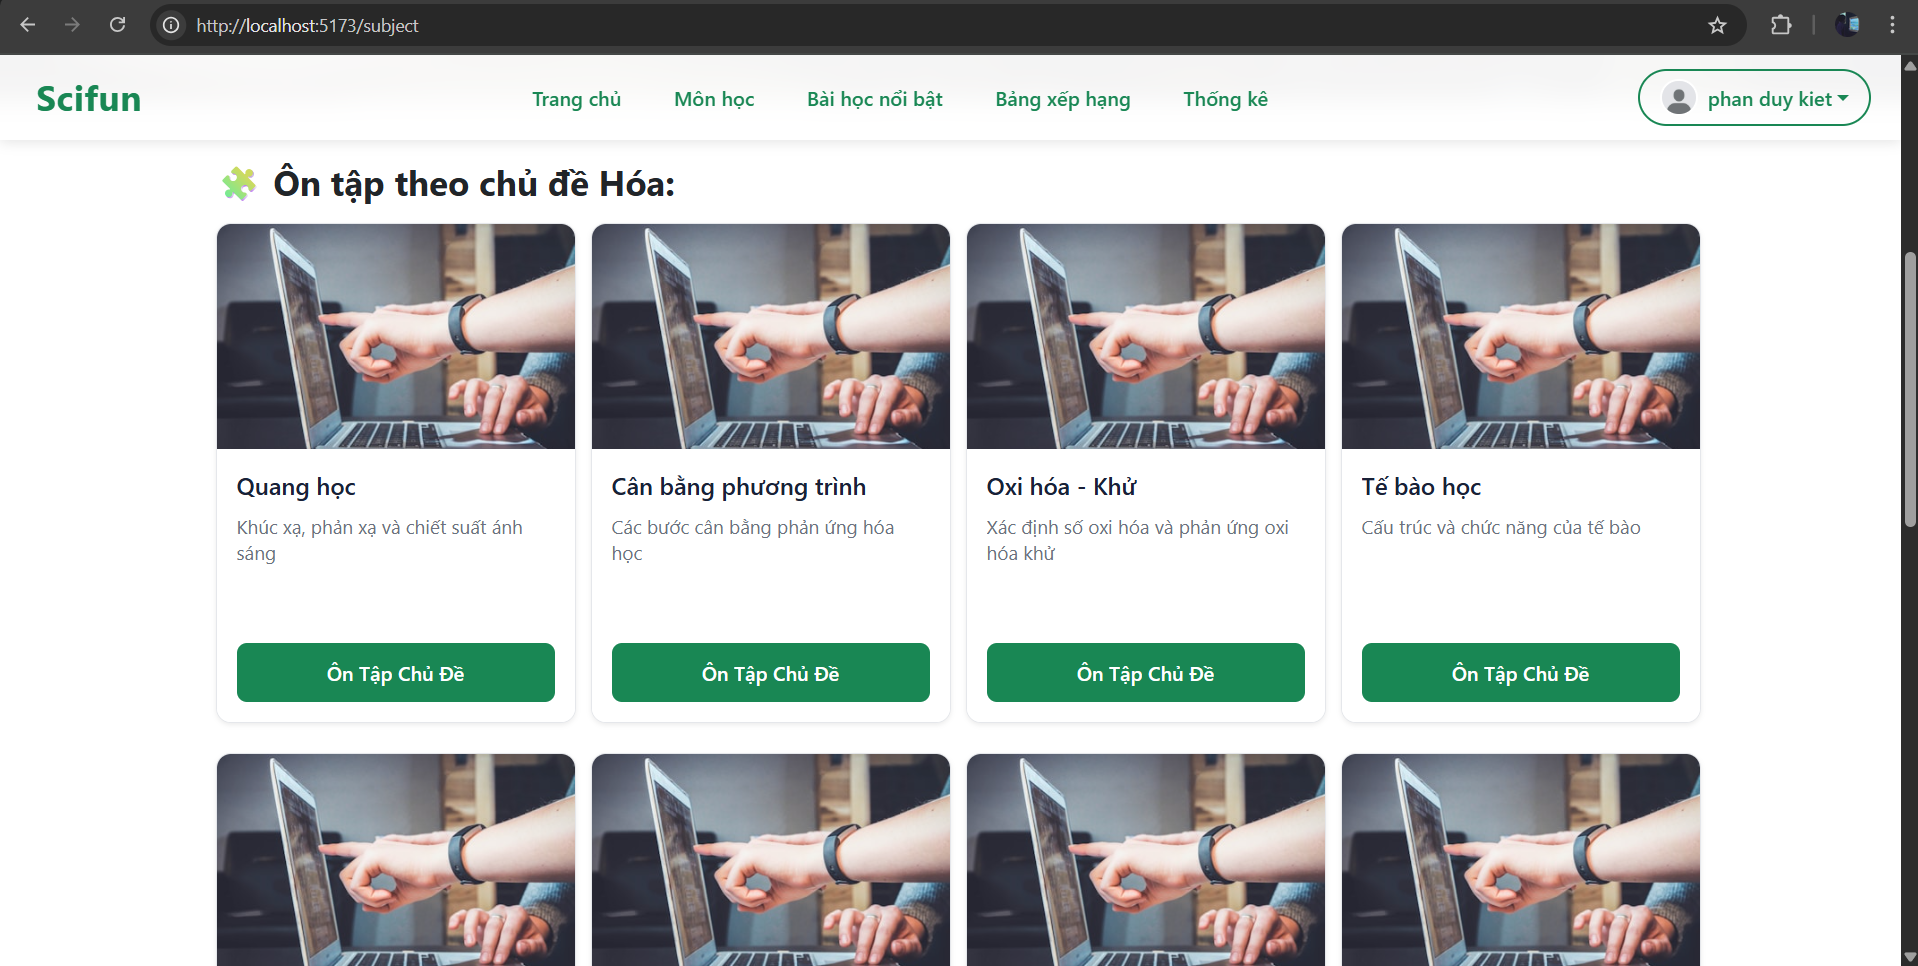 http://localhost:5173/subject
Scifun
Trang chủ
Môn học
Bài học nổi bật
Bảng xếp hạng
Thống kê
phan duy kiet
Ôn tập theo chủ đề Hóa:
Quang học
Khúc xạ, phản xạ và chiết suất ánh
sáng
Ôn Tập Chủ Đề
Cân bằng phương trình
Các bước cân bằng phản ứng hóa
học
Ôn Tập Chủ Đề
Oxi hóa - Khử
Xác định số oxi hóa và phản ứng oxi
hóa khử
Ôn Tập Chủ Đề
Tế bào học
Cấu trúc và chức năng của tế bào
Ôn Tập Chủ Đề